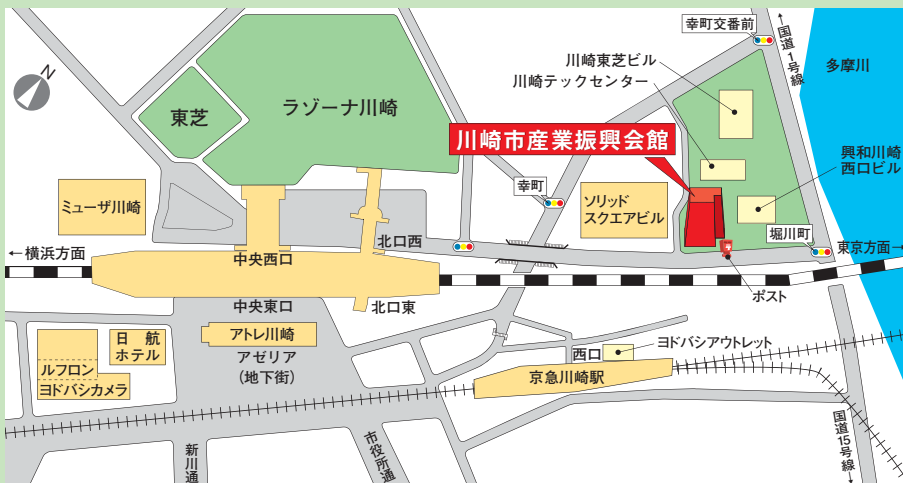 幸町交番前
←国道1号線
多摩川
川崎東芝ビル
川崎テックセンター
N
東芝
ラゾーナ川崎
川崎市産業振興会館
興和川崎
西口ビル
幸町
ソリッド
スクエアビル
ミューザ川崎
堀川町
北口西
←横浜方面
中央西口
東京方面→
ポスト
中央東口
北口東
アトレ川崎
日航
ホテル
アゼリア
(地下街)
ルフロン
ヨドバシカメラ
西口
ヨドバシアウトレット
京急川崎駅
新川通
市役所通
国道15号線→